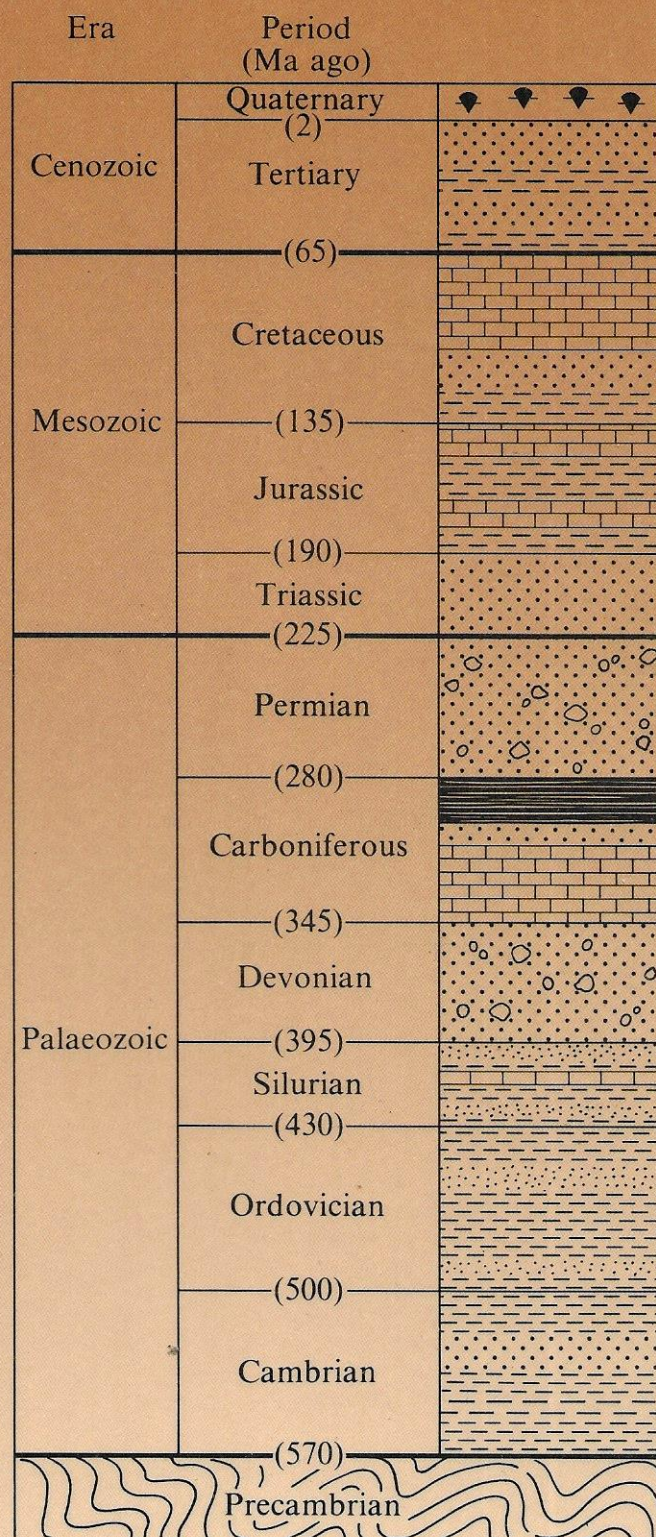 Era Period
(Ma ago)
Quaternary
(2)
Cenozoic
Tertiary
(65)
Cretaceous
Mesozoic
(135)
Jurassic
(190)
Triassic
(225)
Permian
(280)
Carboniferous
(345)
Devonian
Palaeozoic
(395)
Silurian
(430)
Ordovician
(500)
Cambrian
(570)
Precambrian